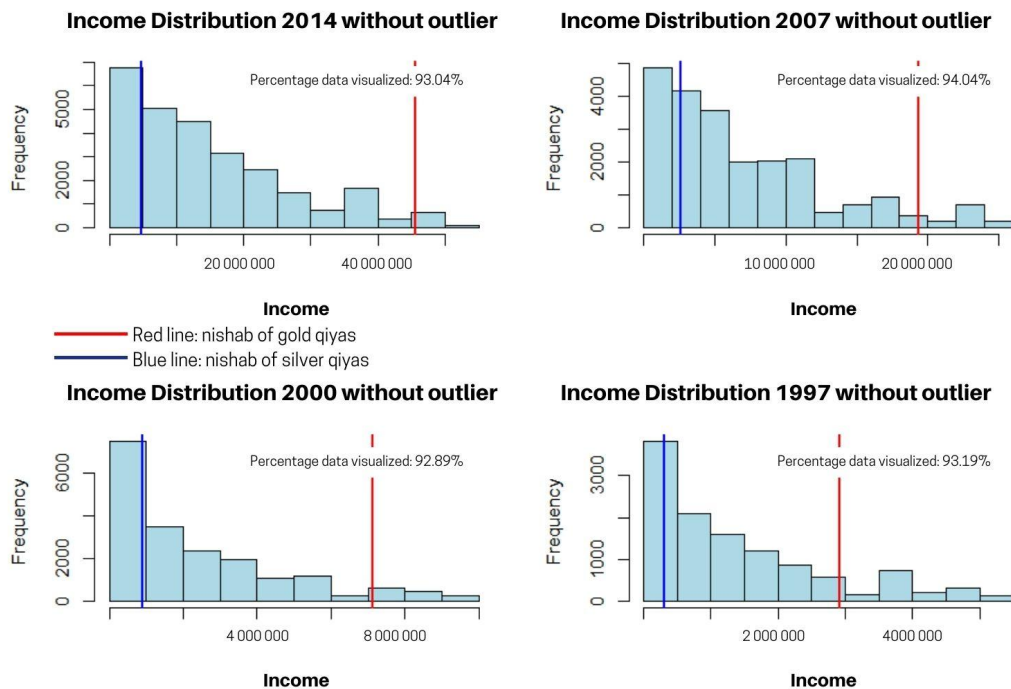 Income Distribution 2014 without outlier
Percentage data visualized: 93.04%
Frequency
5000
2000
0
20 000 000
40 000 000
Income
Income Distribution 2007 without outlier
Percentage data visualized: 94.04%
Frequency
4000
2000
0
10 000 000
20 000 000
Income
Red line: nishab of gold qiyas
Blue line: nishab of silver qiyas
Income Distribution 2000 without outlier
Percentage data visualized: 92.89%
Frequency
6000
2000
0
4 000 000
8 000 000
Income
Income Distribution 1997 without outlier
Percentage data visualized: 93.19%
Frequency
3000
1000
0
2 000 000
4000 000
Income